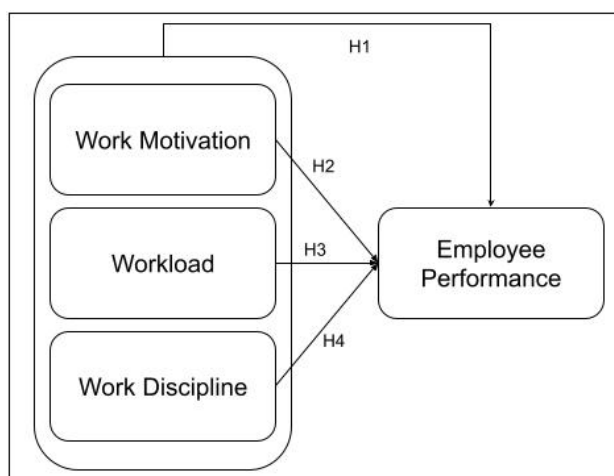 H1
Work Motivation
H2
Workload
H3
Employee
Performance
H4
Work Discipline